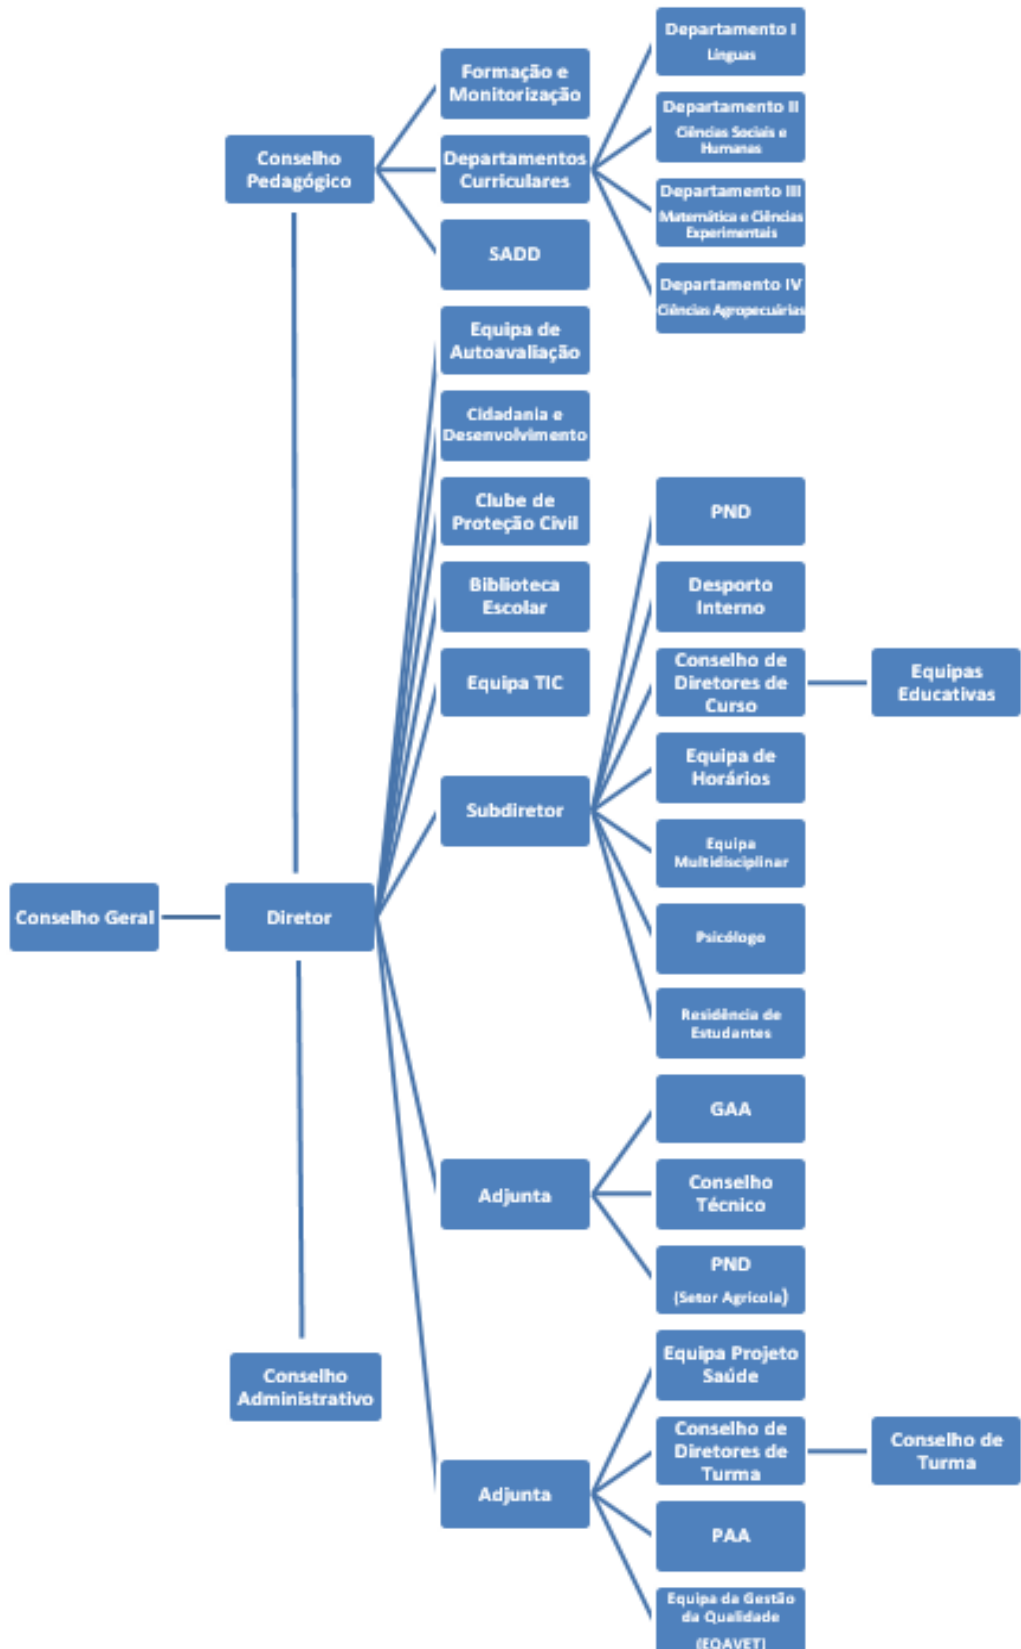 Departamento I
Línguas
Formação e
Monitorização
Departamento II
Ciências Sociais e
Humanas
Conselho
Pedagógico
Departamentos
Curriculares
Departamento III
Matemática e Ciências
Experimentais
SADD
Departamento IV
Ciências Agropecuárias
Equipa de
Autoavaliação
Cidadania e
Desenvolvimento
Clube de
Proteção Civil
PND
Biblioteca
Escolar
Desporto
Interno
Equipa TIC
Conselho de
Diretores de
Curso
Equipas
Educativas
Equipa de
Horários
Subdiretor
Equipa
Multidisciplinar
Conselho Geral
Diretor
Psicólogo
Residência de
Estudantes
GAA
Adjunta
Conselho
Técnico
PND
(Setor Agrícola)
Conselho
Administrativo
Equipa Projeto
Saúde
Conselho de
Diretores de
Turma
Conselho de
Turma
Adjunta
PAA
Equipa da Gestão
da Qualidade
(EQAVET)